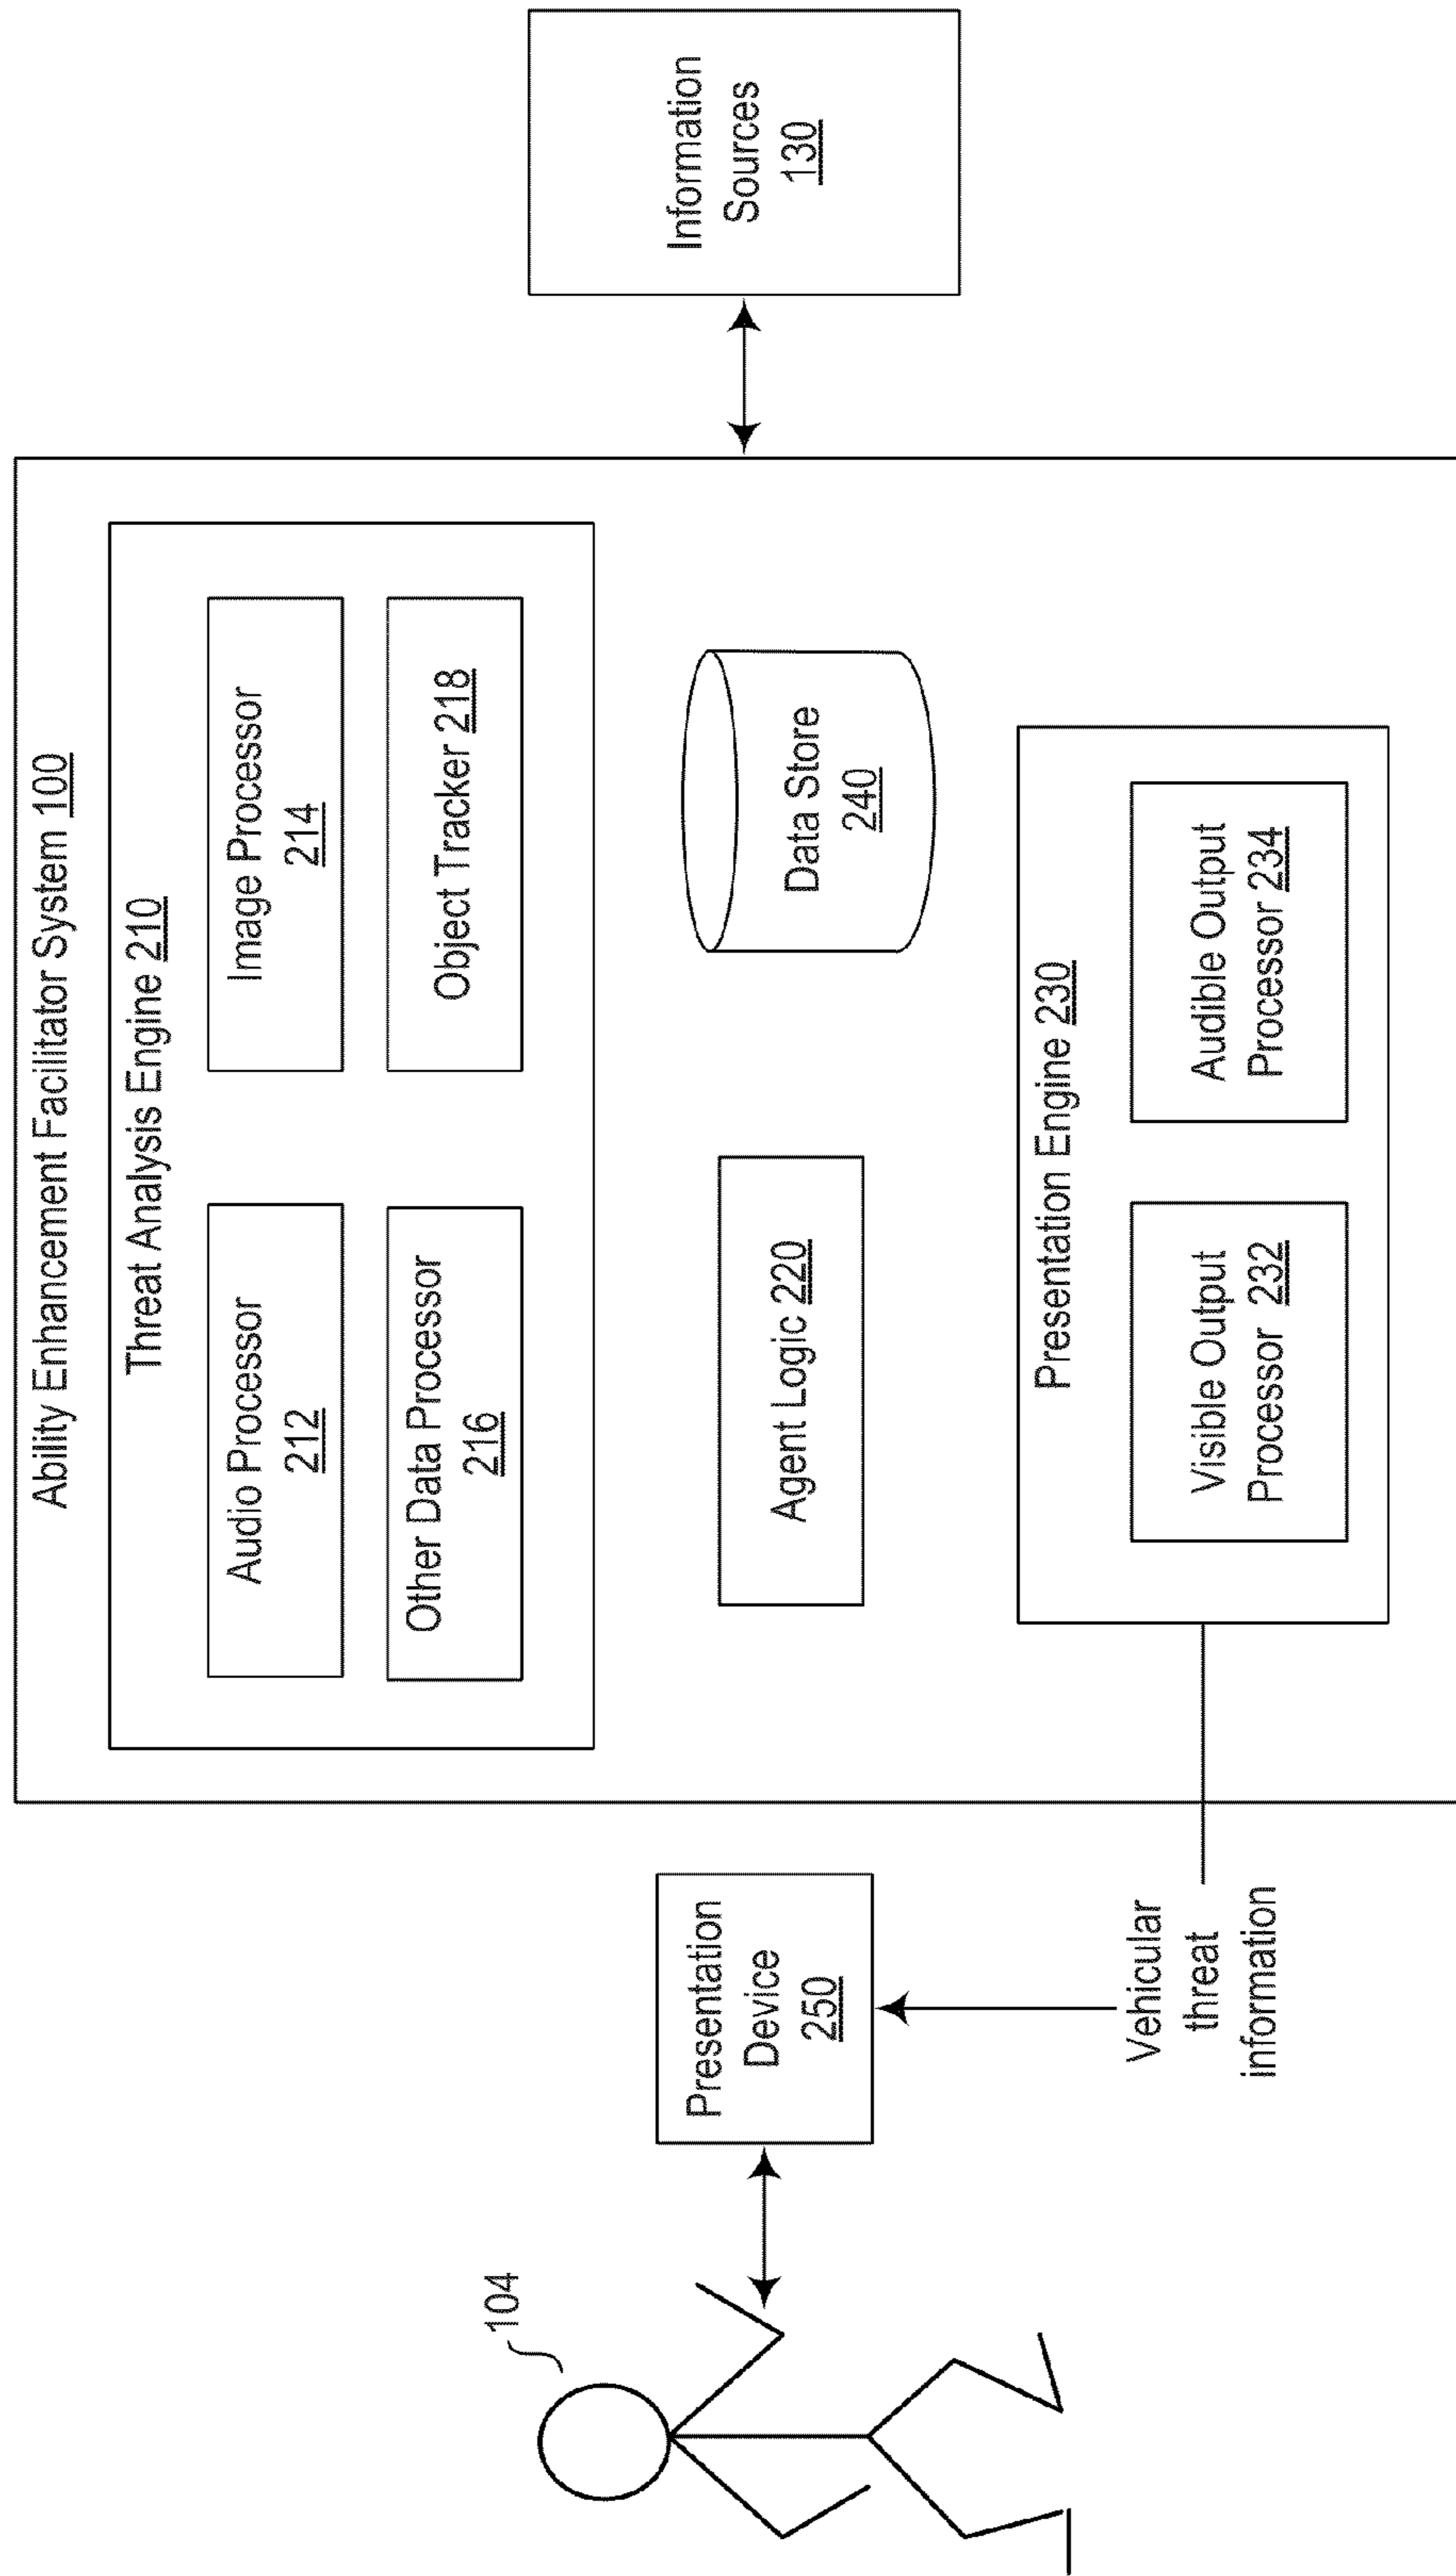 Ability Enhancement Facilitator System 100
Threat Analysis Engine 210
Audio Processor
212
Image Processor
214
Other Data Processor
216
Object Tracker 218
Agent Logic 220
Data Store
240
Presentation Engine 230
Visible Output
Processor 232
Audible Output
Processor 234
104
Presentation
Device
250
Vehicular
threat
information
Information
Sources
130